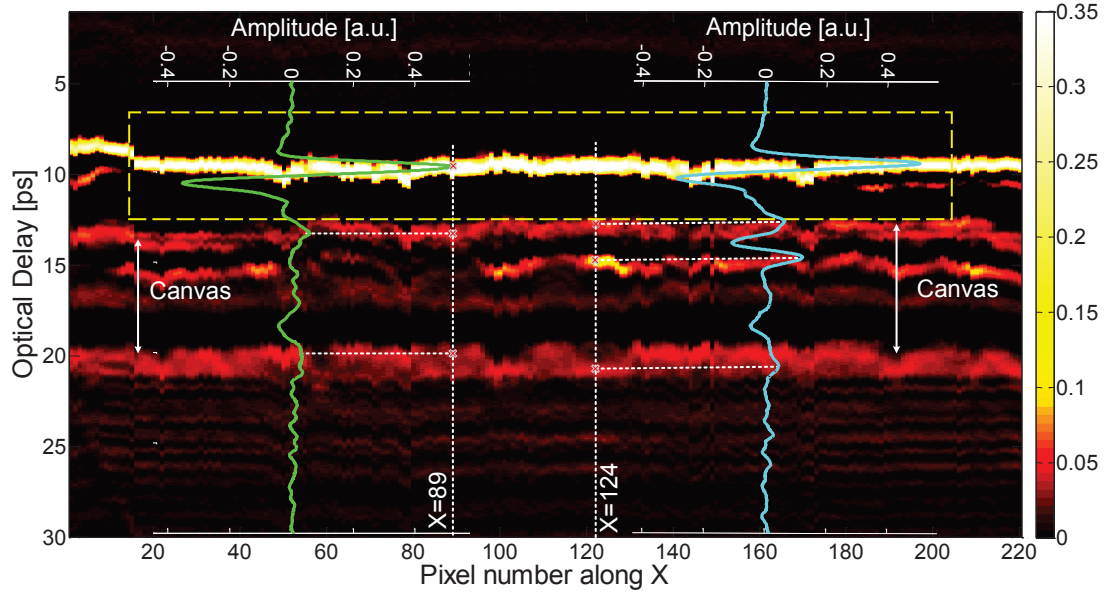 Amplitude [a.u.] Amplitude [a.u.]
0.4 0.2 0 0.2 0.4 0.4 0.2 0 0.2 0.4
Optical Delay [ps]
5
10
15
20
25
30
Canvas Canvas
X=89 X=124
20 40 60 80 100 120 140 160 180 200 220
Pixel number along X
0.35
0.3
0.25
0.2
0.15
0.1
0.05
0